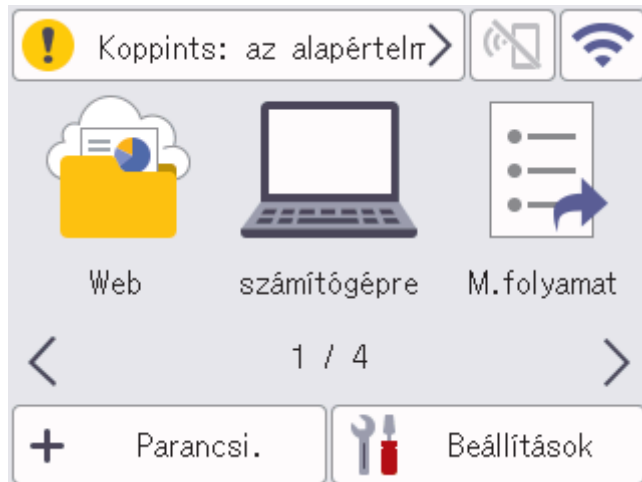 Koppints: az alapértelm
Web
számítógépre
M.folyamat
1 / 4
Parancsi.
Beállítások